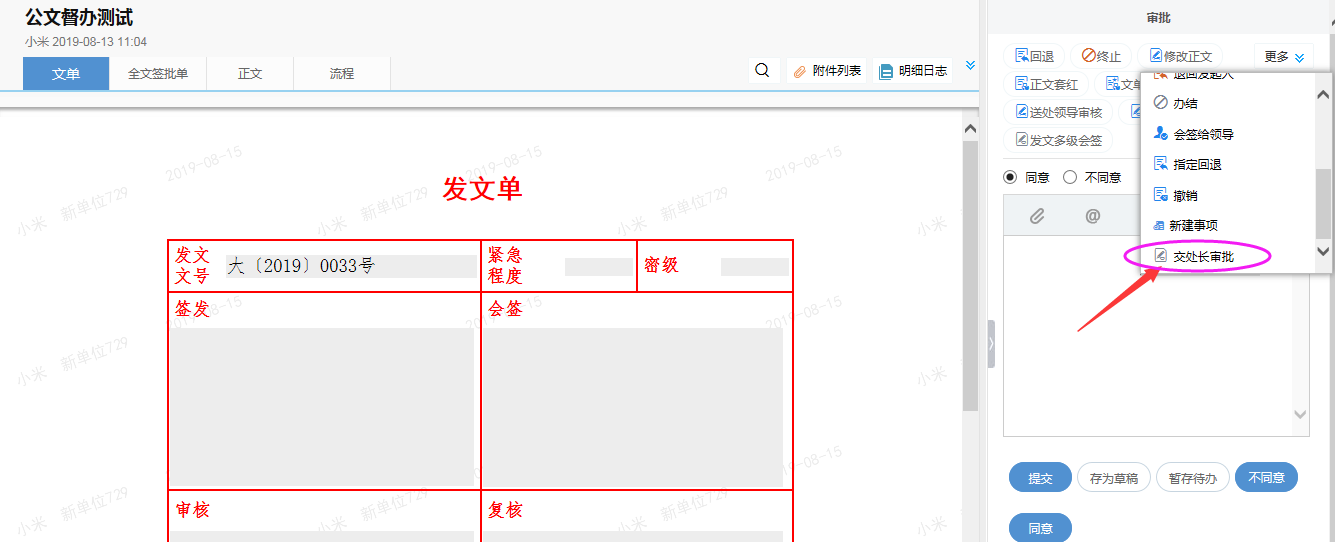 公文督办测试
小米 2019-08-13 11:04
文单 全文签批单 正文 流程
附件列表 明细日志
审批
回退 终止 修改正文 更多
正文套红 文单
送处领导审核
发文多级会签
退回发起人
办结
会签给领导
指定回退
撤销
新建事项
交处长审批
同意 不同意
@
提交 存为草稿 暂存待办 不同意
同意
发文单
发文文号 大〔2019〕0033号 紧急程度 密级
签发 会签
审核 复核
小米 新单位729 2019-08-15